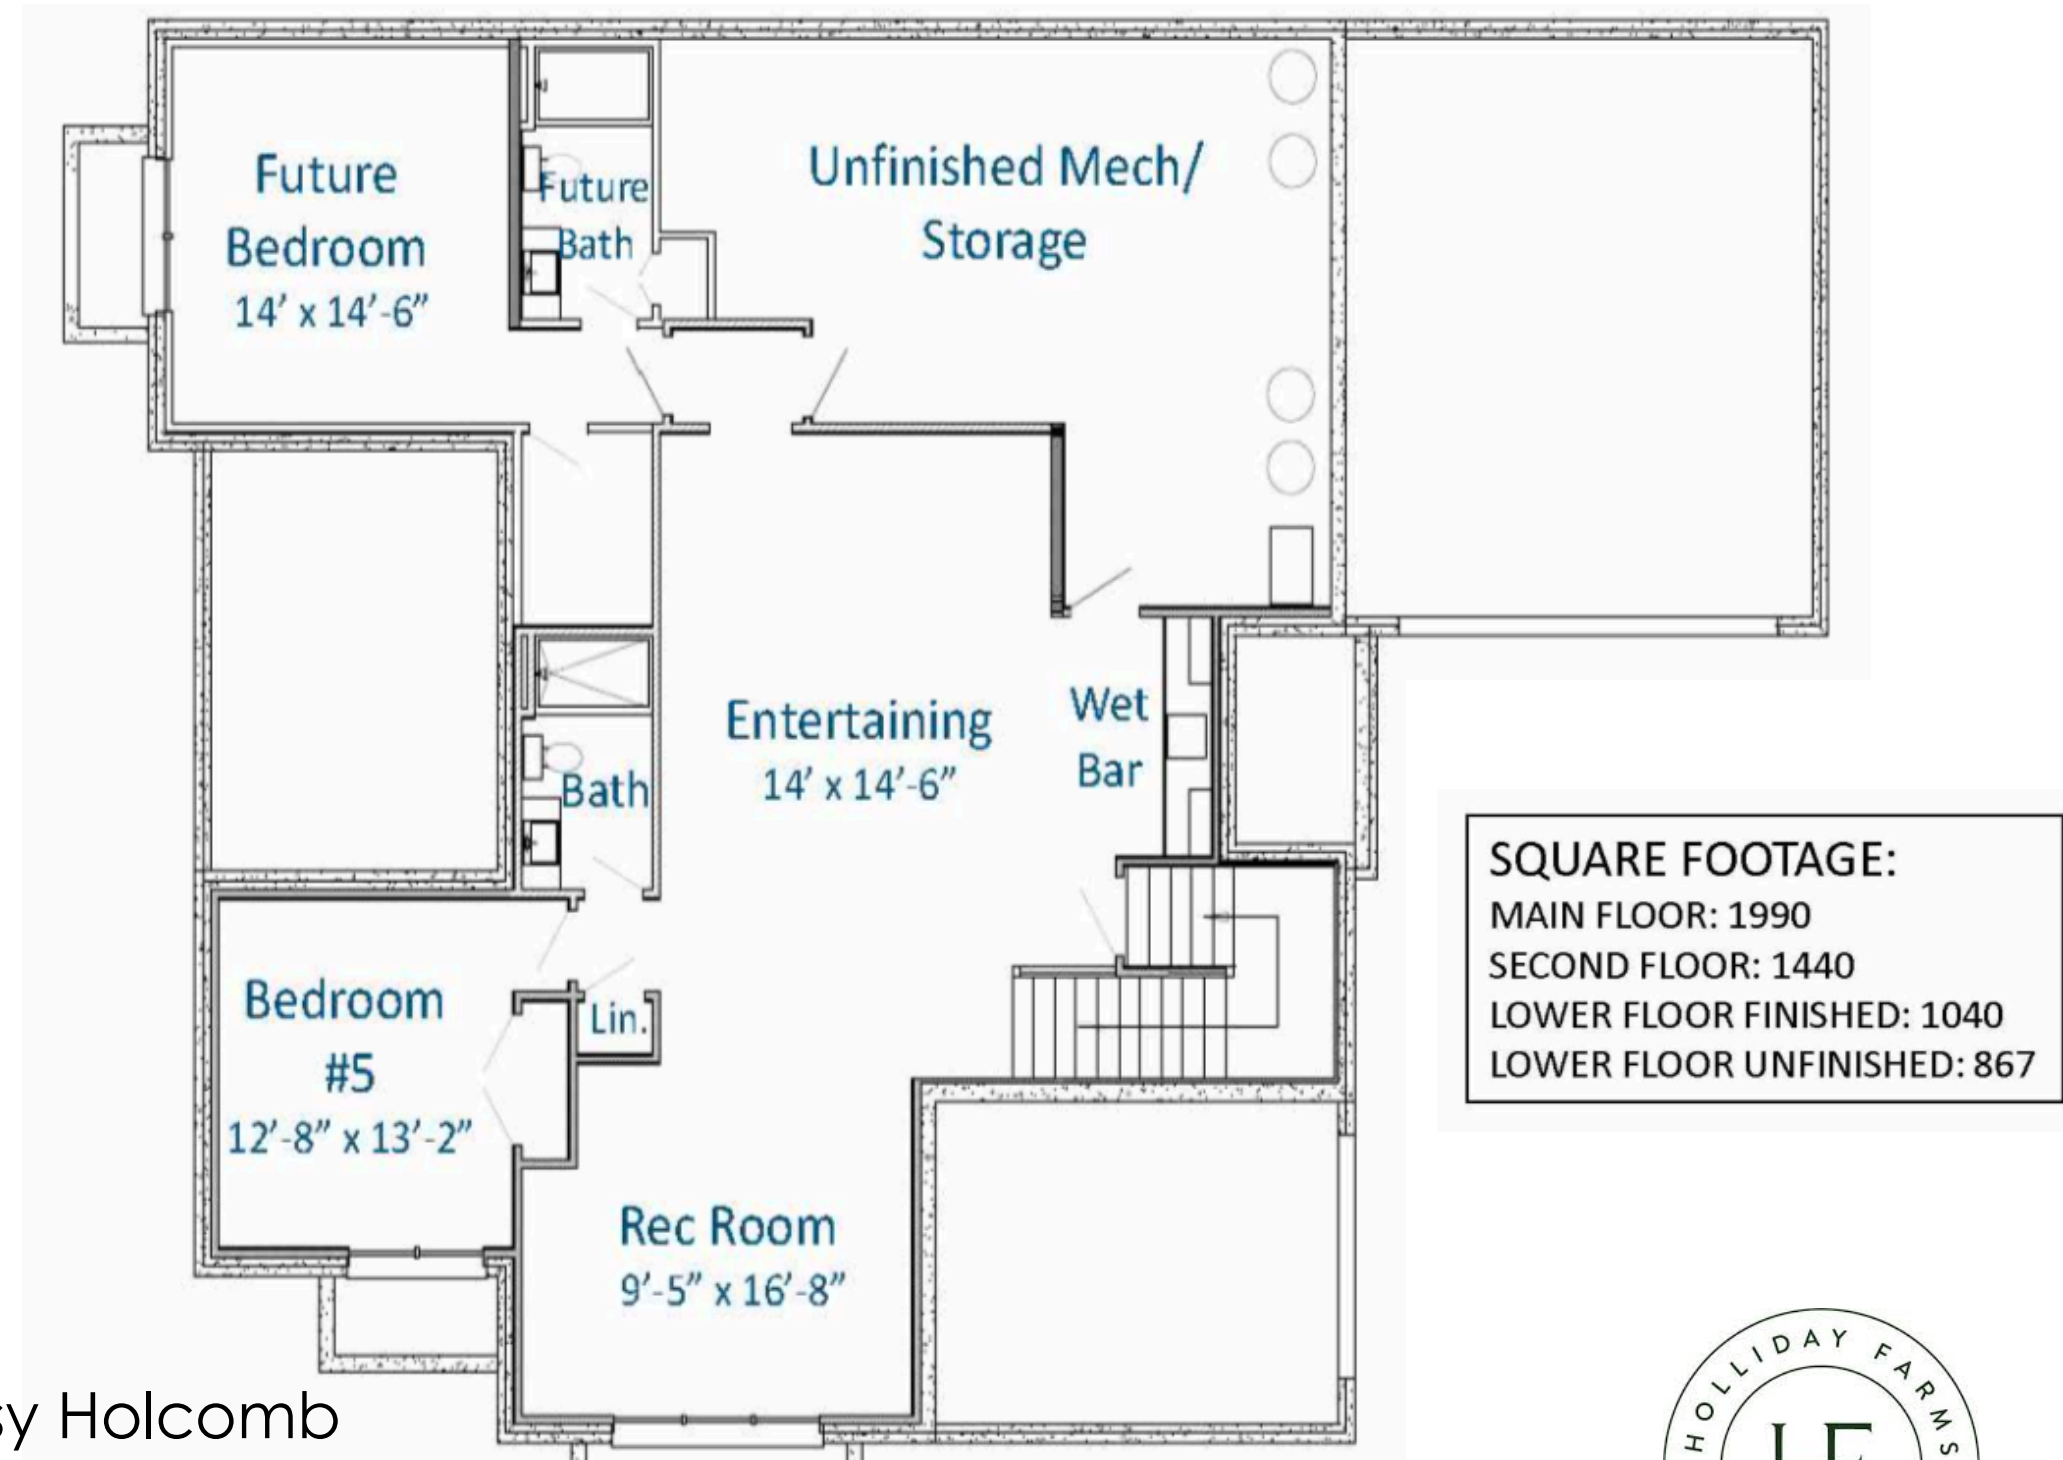 Future
Bedroom
14’ x 14’-6”
Future
Bath
Unfinished Mech/
Storage
Entertaining
14’ x 14’-6”
Wet
Bar
Bath
Bedroom
#5
12’-8” x 13’-2”
Lin.
Rec Room
9’-5” x 16’-8”
SQUARE FOOTAGE:
MAIN FLOOR: 1990
SECOND FLOOR: 1440
LOWER FLOOR FINISHED: 1040
LOWER FLOOR UNFINISHED: 867
Holcomb
HOLLIDAY FARMS